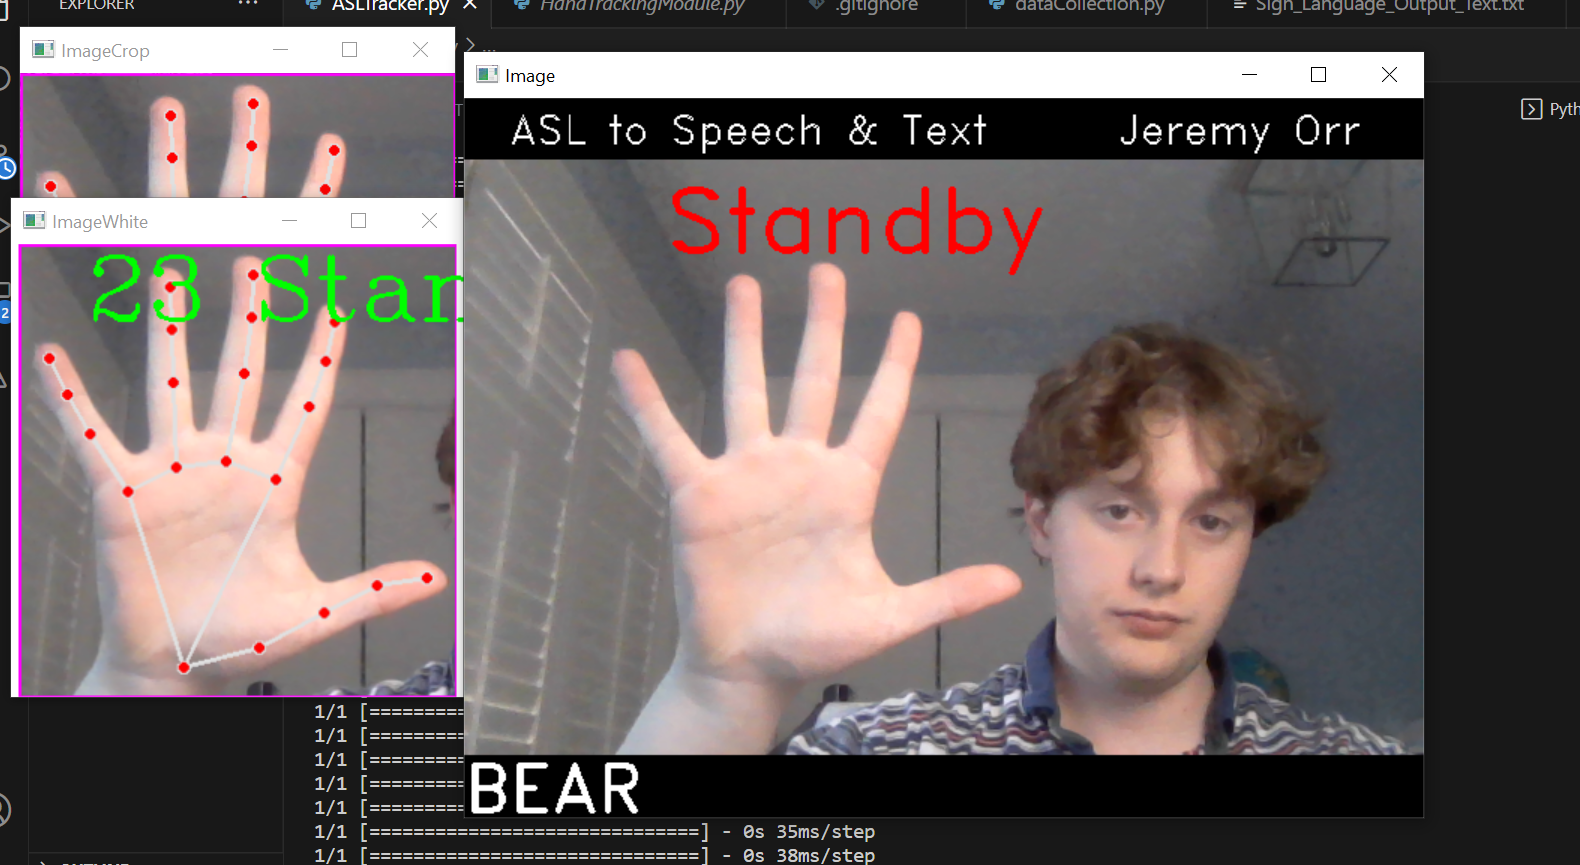 EXPLORER
ASLTracker.py
HandTrackingModule.py
.gitignore
dataCollection.py
Sign_Language_Output_Text.txt
ImageCrop
Image
ASL to Speech & Text Jeremy Orr
Standby
ImageWhite
23 Stan
BEAR
2
1/1 [=========
1/1 [=========
1/1 [=========
1/1 [=========
1/1 [=========
1/1 [==============================] - 0s 35ms/step
1/1 [==============================] - 0s 38ms/step